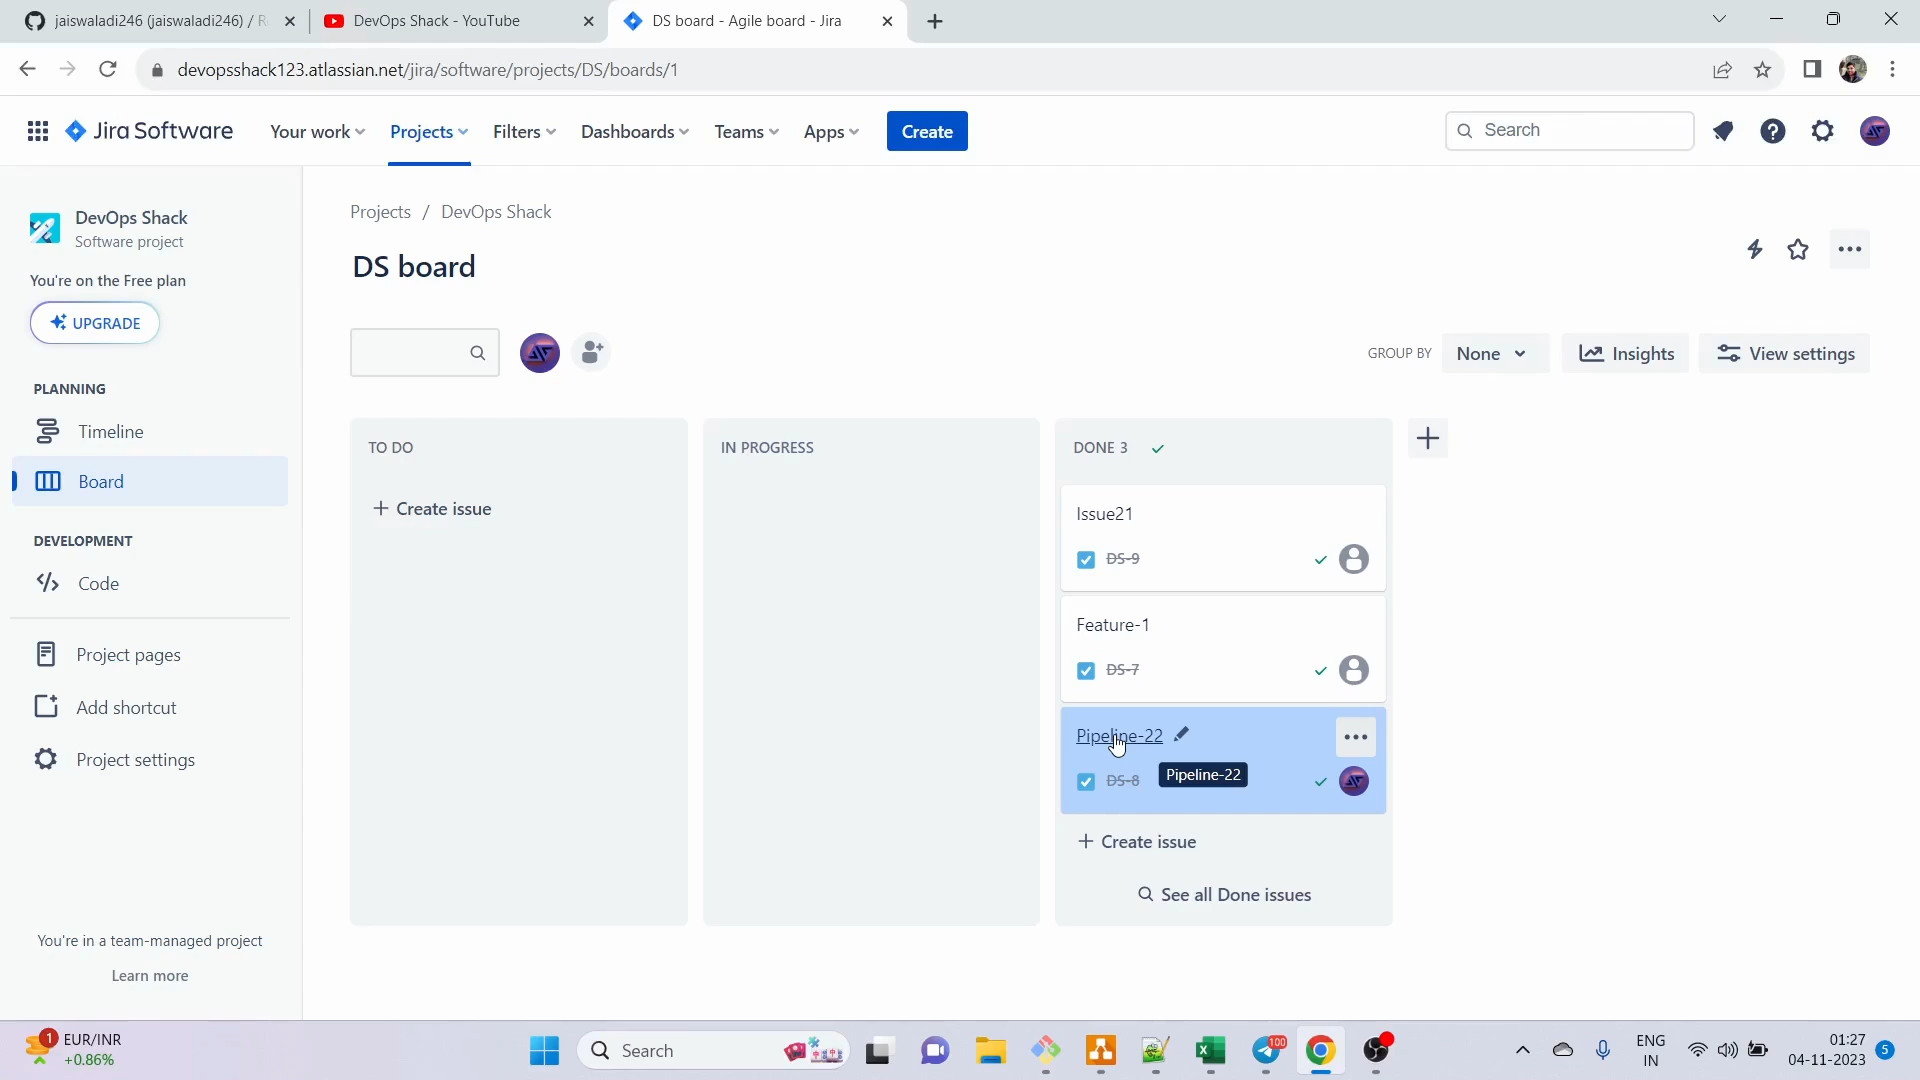 jaiswaladi246 (jaiswaladi246) / R
DevOps Shack - YouTube
DS board - Agile board - Jira
devopsshack123.atlassian.net/jira/software/projects/DS/boards/1
Jira Software
Your work
Projects
Filters
Dashboards
Teams
Apps
Create
Search
DevOps Shack
Software project
You're on the Free plan
UPGRADE
PLANNING
Timeline
Board
DEVELOPMENT
Code
Project pages
Add shortcut
Project settings
You're in a team-managed project
Learn more
Projects / DevOps Shack
DS board
GROUP BY
None
Insights
View settings
TO DO
+ Create issue
IN PROGRESS
DONE 3
Issue21
DS-9
Feature-1
DS-7
Pipeline-22
DS-8
Pipeline-22
+ Create issue
See all Done issues
1
EUR/INR
+0.86%
Search
100
ENG
IN
01:27
04-11-2023
5